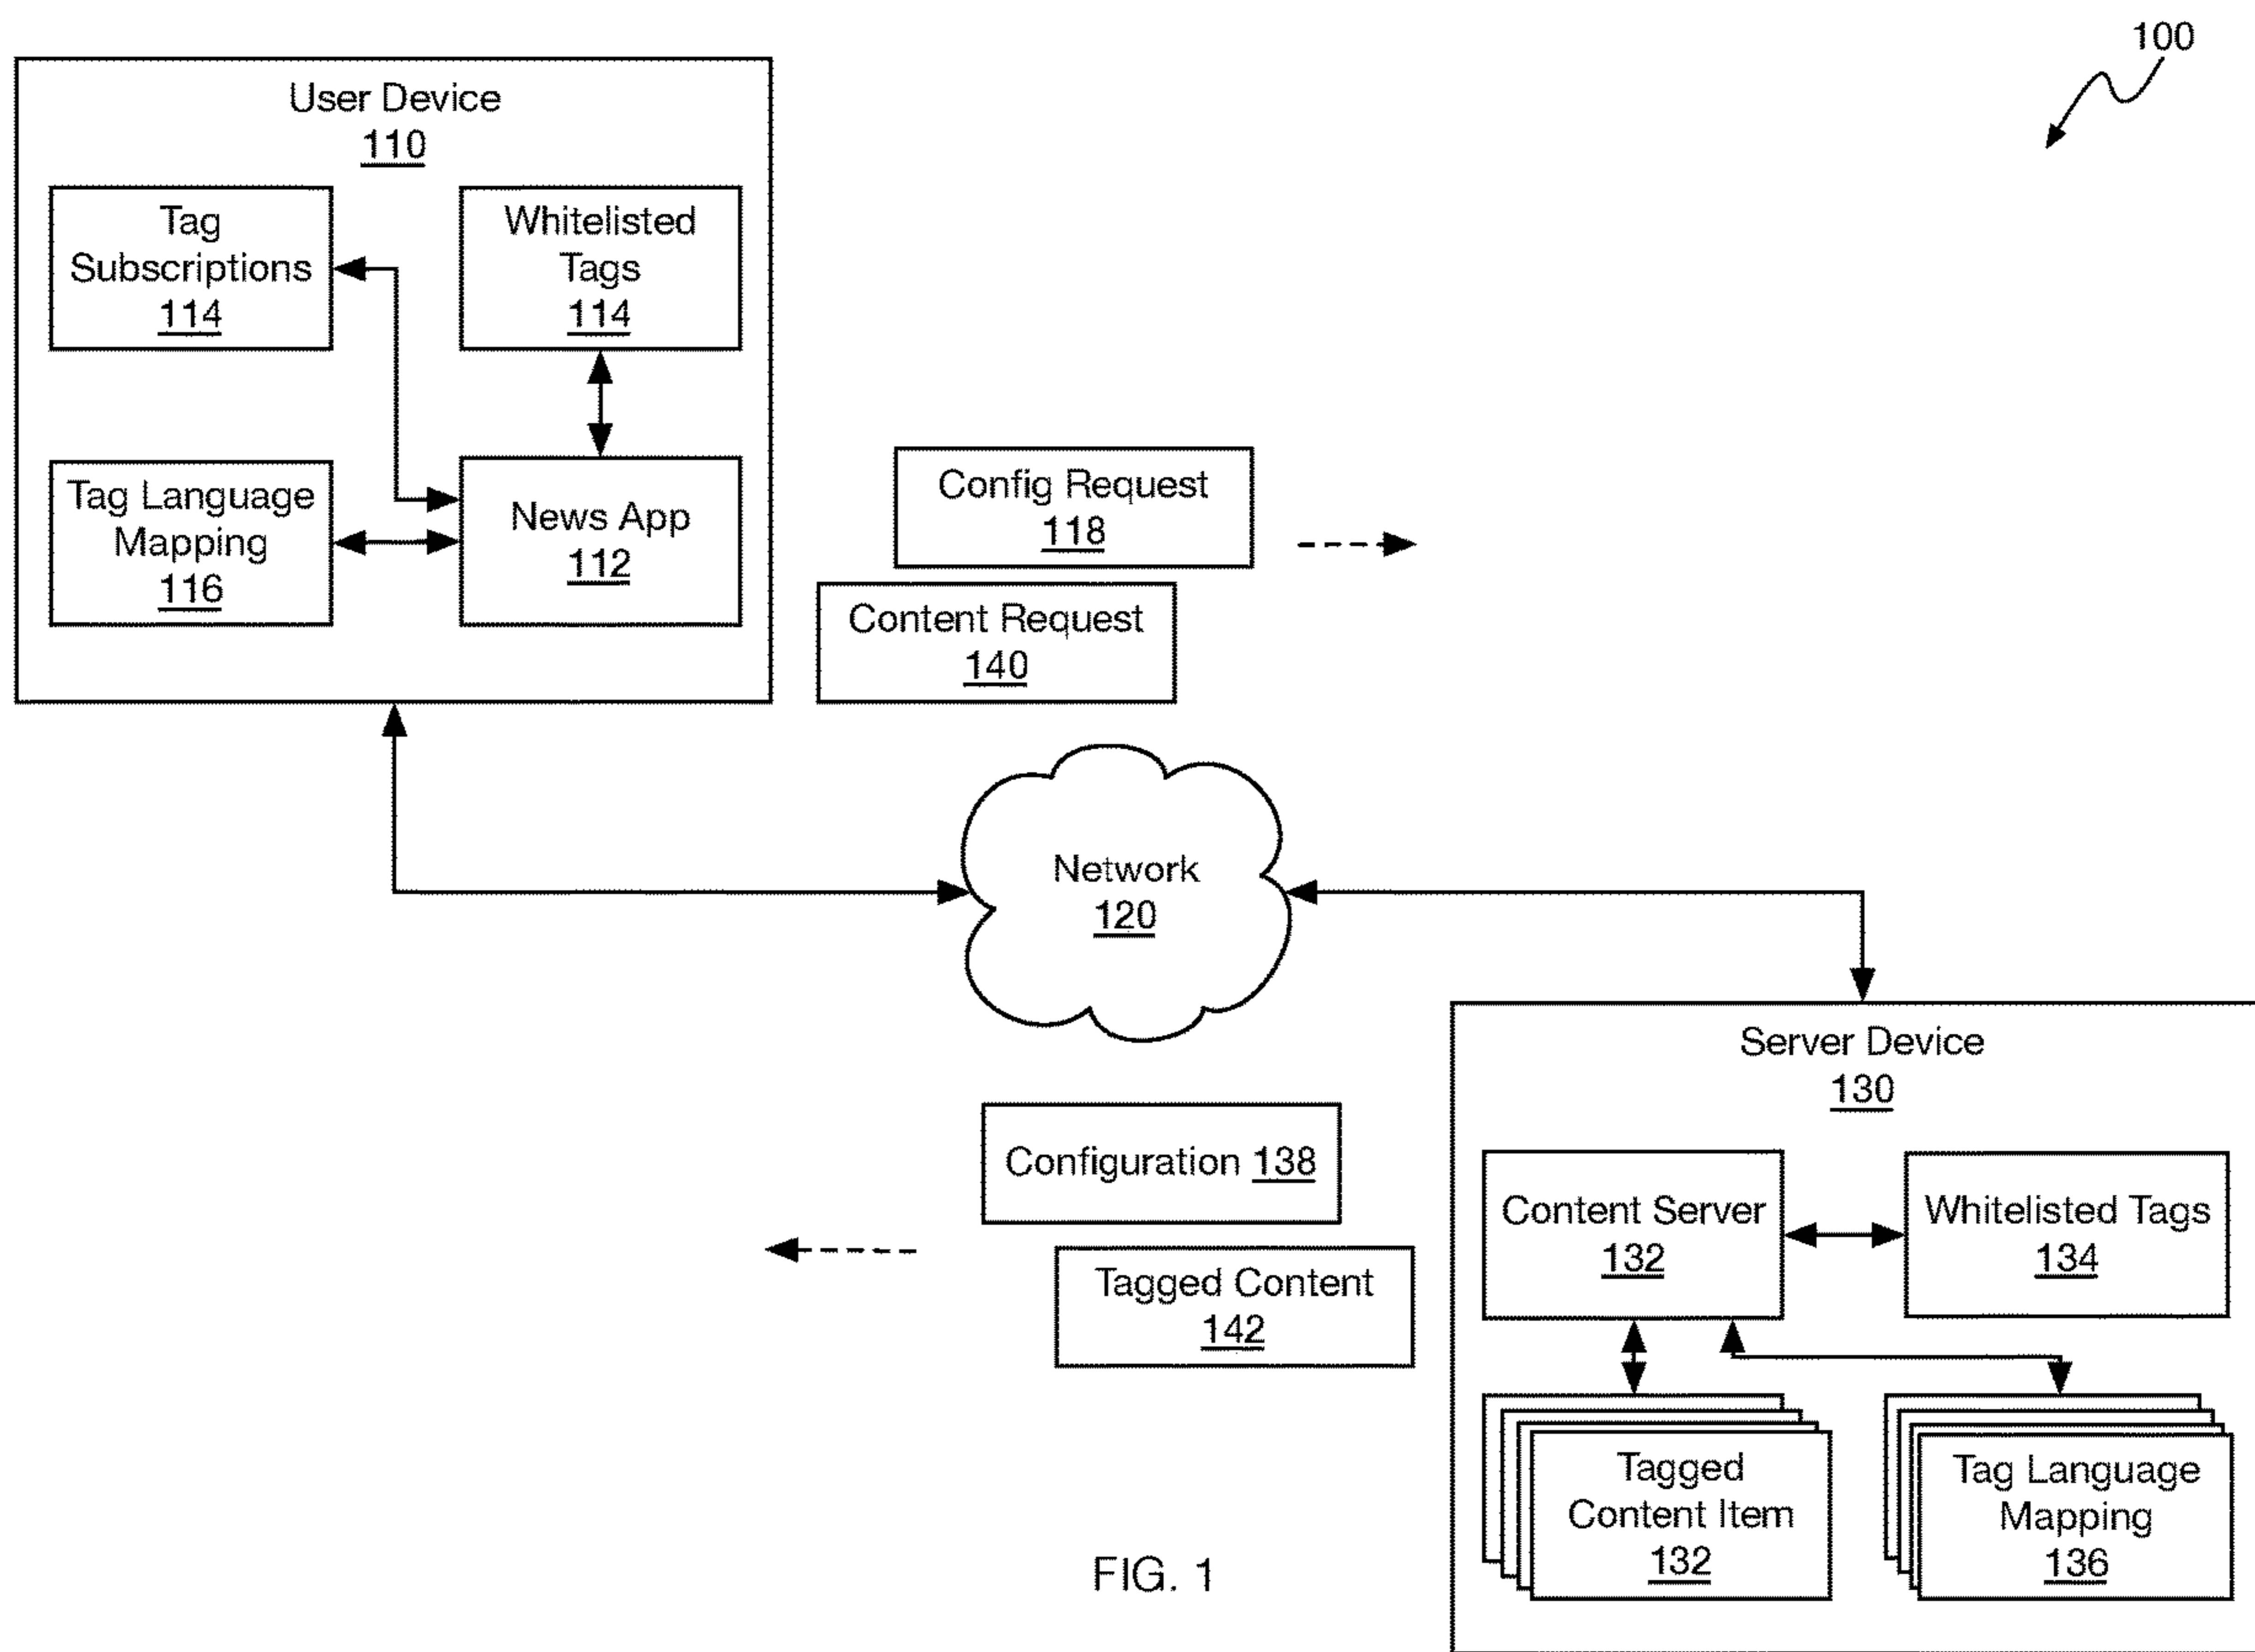 100
User Device
110
Tag
Subscriptions
114
Whitelisted
Tags
114
Tag Language
Mapping
116
News App
112
Config Request
118
Content Request
140
Network
120
Server Device
130
Configuration 138
Tagged Content
142
Content Server
132
Whitelisted Tags
134
Tagged
Content Item
132
Tag Language
Mapping
136
FIG. 1